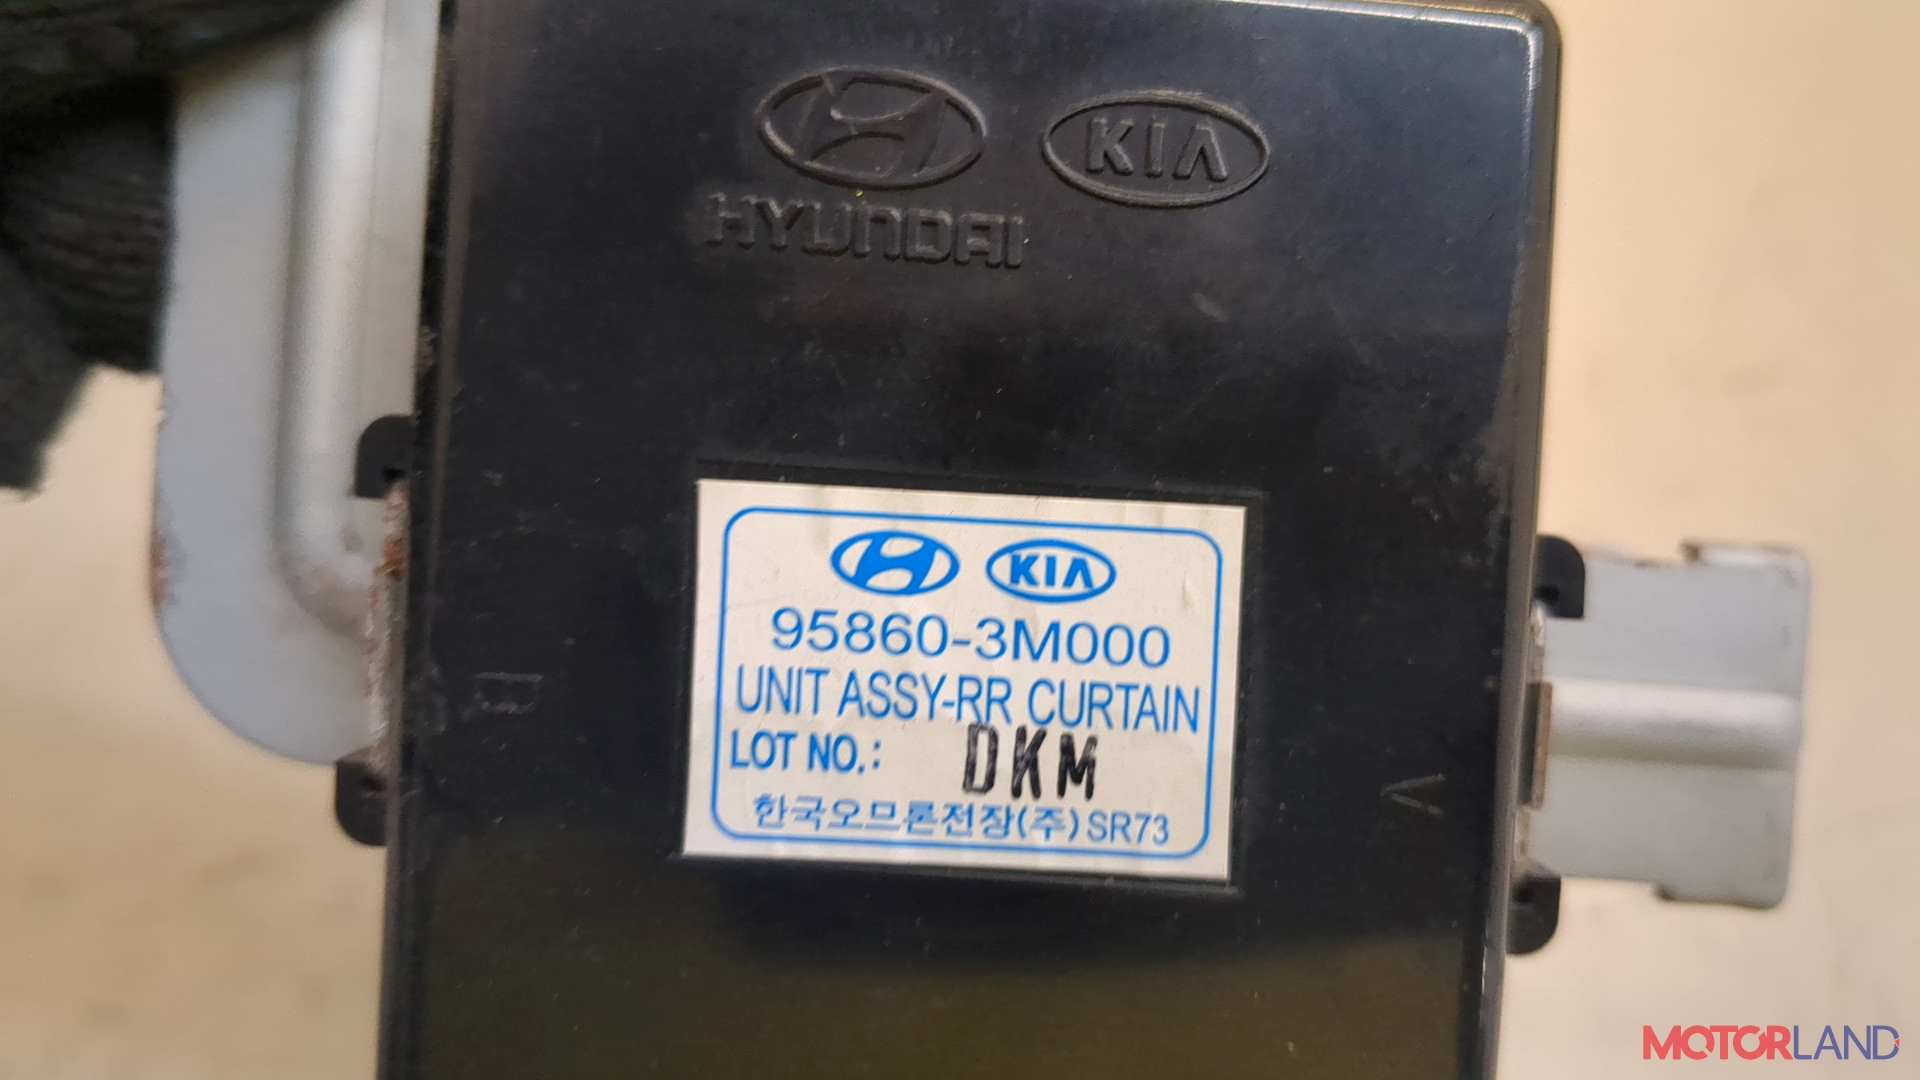 KIA
HYUNDAI
KIA
95860-3M000
UNIT ASSY-RR CURTAIN
LOT NO.: DKM
한국오므론전장(주) SR73
B
V
MOTORLAND